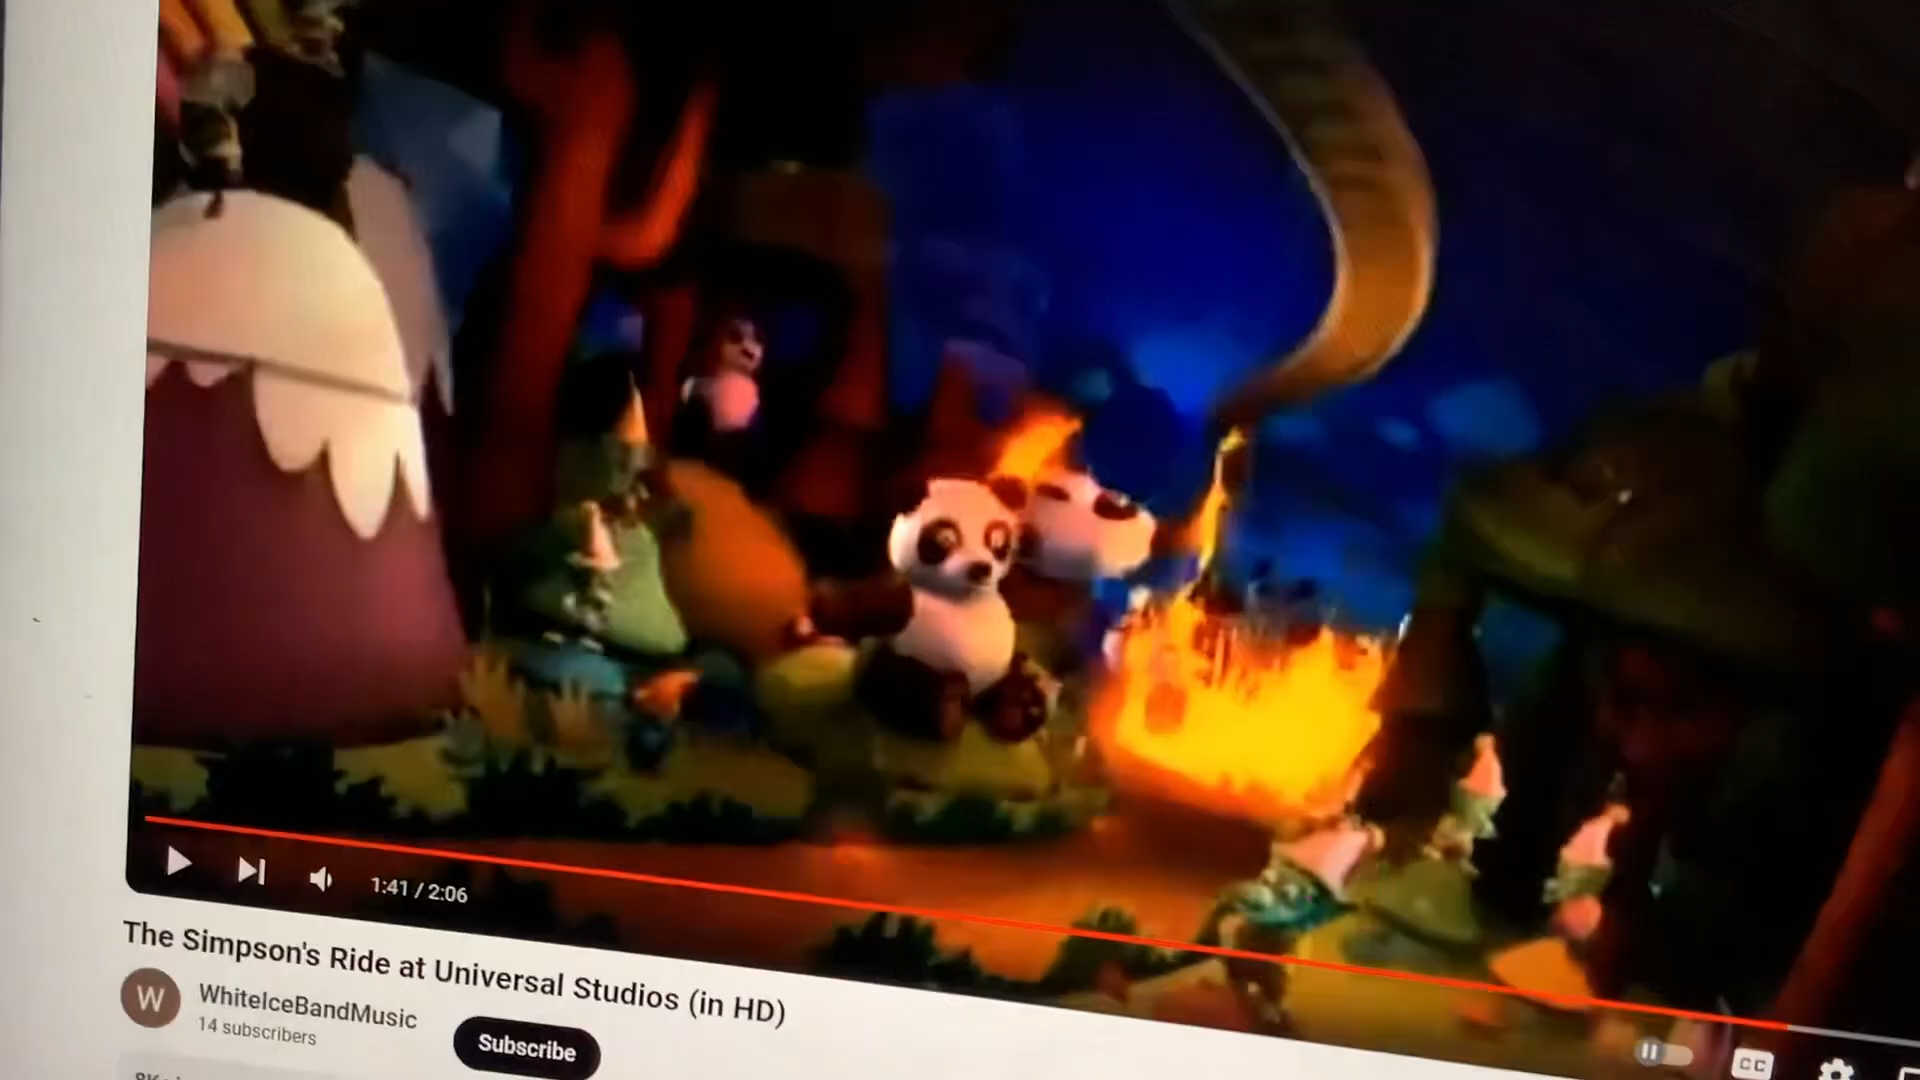 1:41 / 2:06
CC
The Simpson's Ride at Universal Studios (in HD)
W
WhiteIceBandMusic
14 subscribers
Subscribe